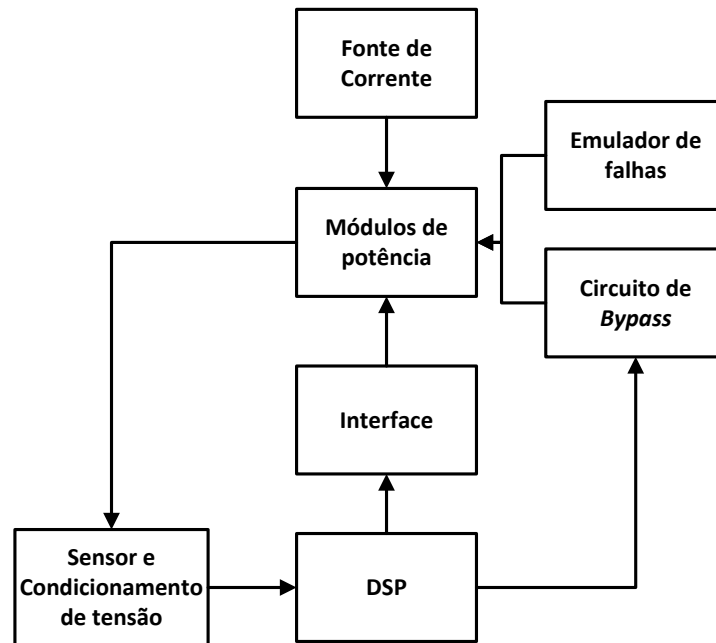 Fonte de
Corrente
Emulador de
falhas
Módulos de
potência
Circuito de
Bypass
Interface
Sensor e
Condicionamento
de tensão
DSP